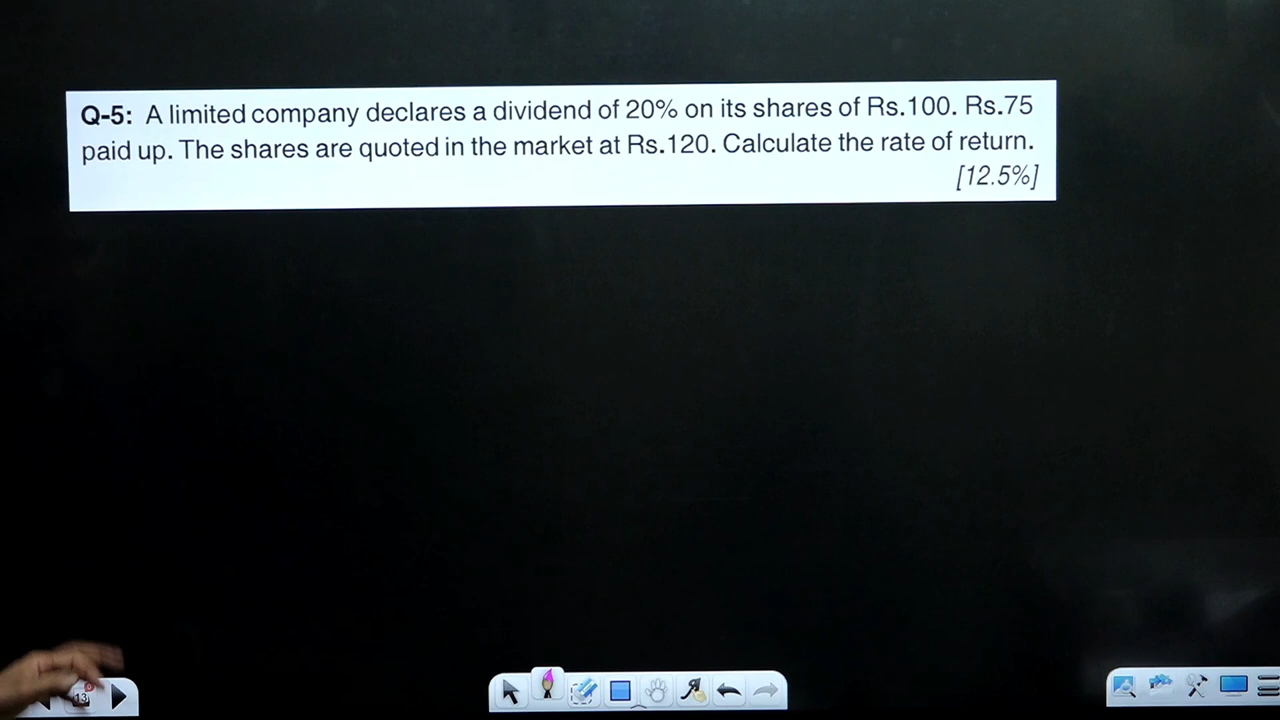 Q-5: A limited company declares a dividend of 20% on its shares of Rs.100. Rs.75
paid up. The shares are quoted in the market at Rs.120. Calculate the rate of return.
[12.5%]
13